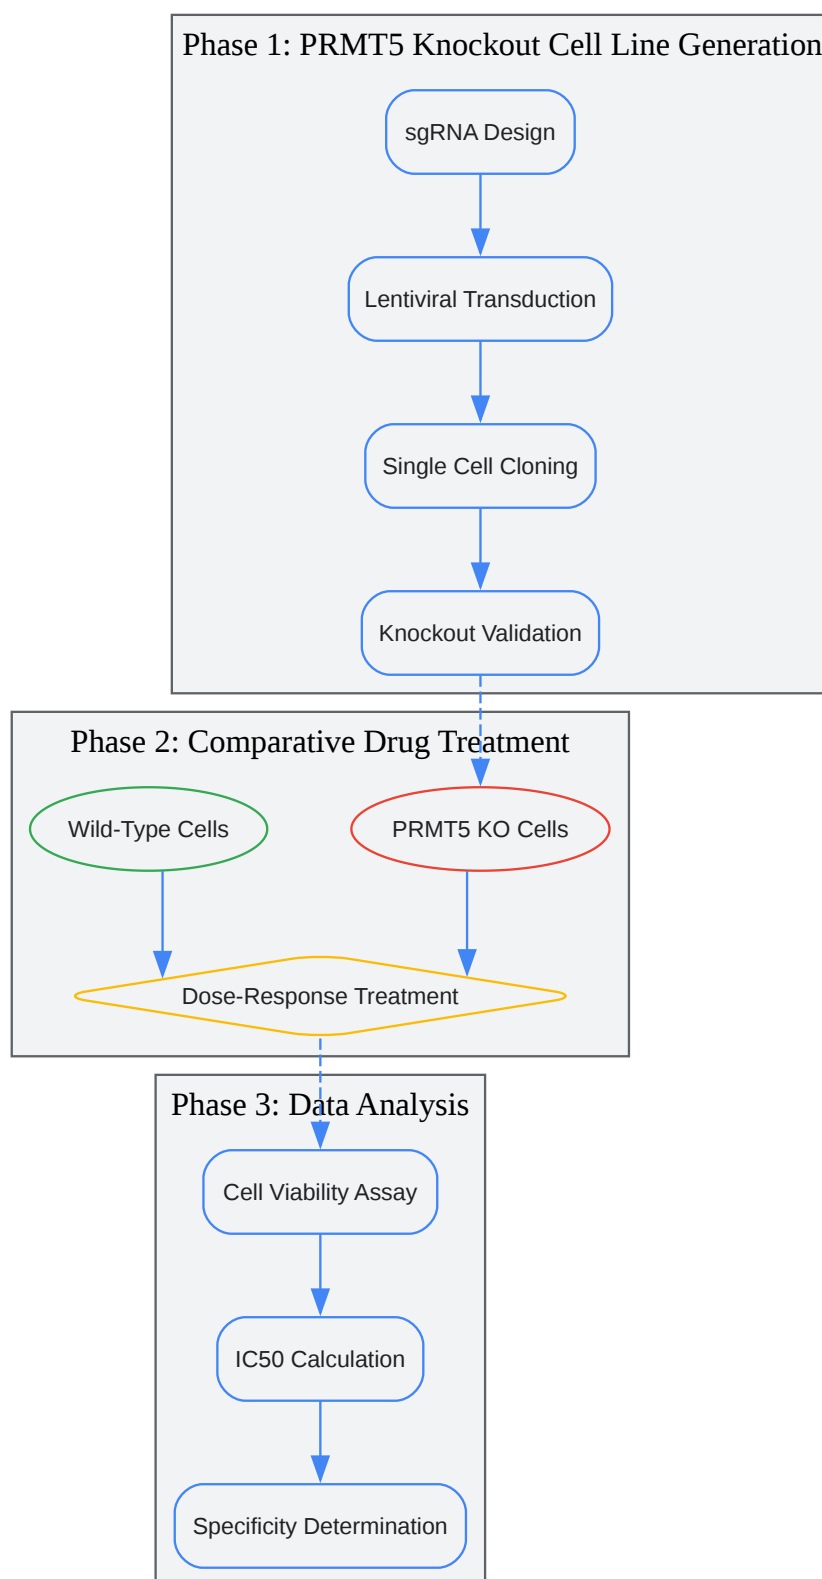 Phase 1: PRMT5 Knockout Cell Line Generation
sgRNA Design
Lentiviral Transduction
Single Cell Cloning
Knockout Validation
Phase 2: Comparative Drug Treatment
Wild-Type Cells
PRMT5 KO Cells
Dose-Response Treatment
Phase 3: Data Analysis
Cell Viability Assay
IC50 Calculation
Specificity Determination